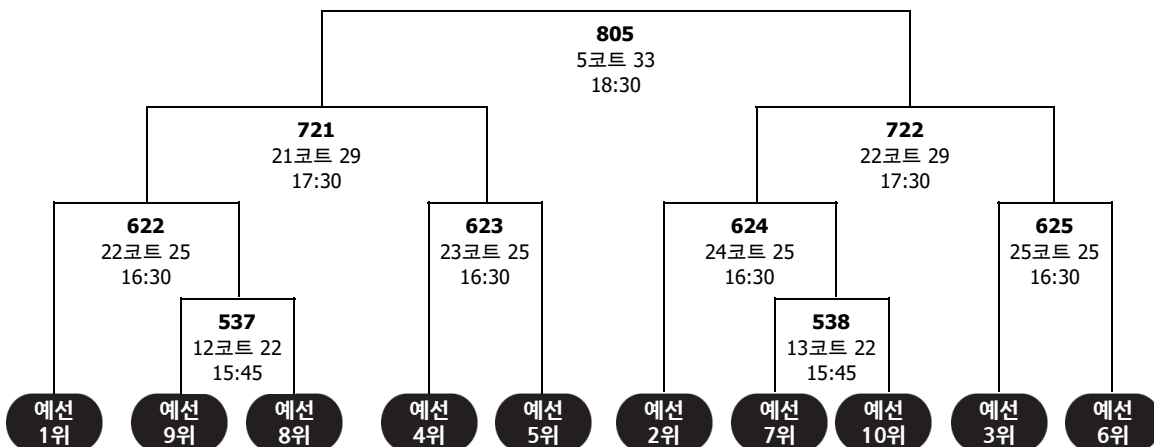 805
5코트 33
18:30
721
21코트 29
17:30
722
22코트 29
17:30
622
22코트 25
16:30
623
23코트 25
16:30
624
24코트 25
16:30
625
25코트 25
16:30
537
12코트 22
15:45
538
13코트 22
15:45
예선
1위
예선
9위
예선
8위
예선
4위
예선
5위
예선
2위
예선
7위
예선
10위
예선
3위
예선
6위